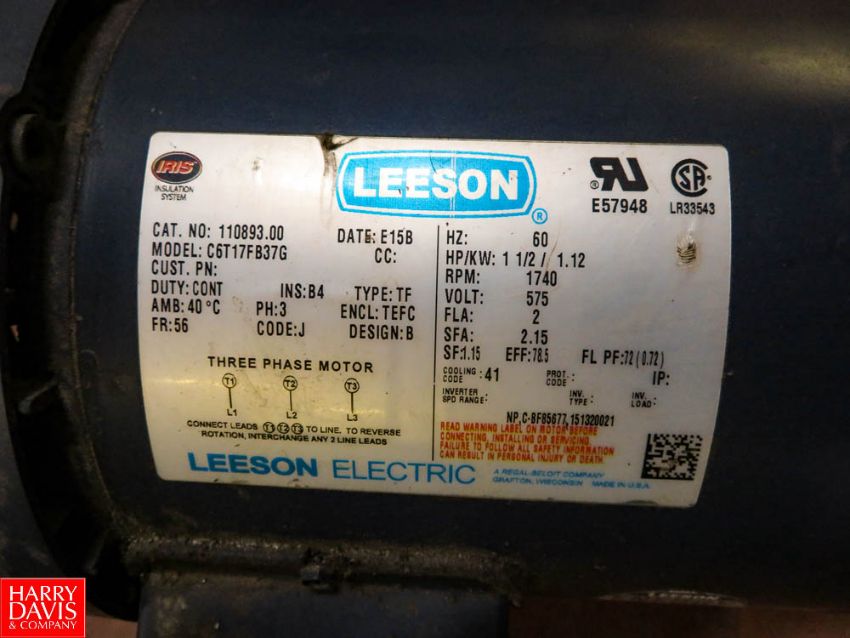 IRIS
INSULATION
SYSTEM
LEESON
®
E57948
LR33543
CAT. NO: 110893.00
DATE: E15B
MODEL: C6T17FB37G
CC:
CUST. PN:
DUTY: CONT
INS: B4
TYPE: TF
AMB: 40 °C
PH: 3
ENCL: TEFC
FR: 56
CODE: J
DESIGN: B
HZ: 60
HP/KW: 1 1/2 / 1.12
RPM: 1740
VOLT: 575
FLA: 2
SFA: 2.15
SF: 1.15 EFF: 78.5 FL PF: 72 (0.72)
COOLING CODE: 41
PROT. CODE:
IP:
INVERTER SPD RANGE:
INV. TYPE:
INV. LOAD:
NP,C-BF85677,151320021
THREE PHASE MOTOR
T1 T2 T3
L1 L2 L3
CONNECT LEADS T1 T2 T3 TO LINE. TO REVERSE
ROTATION, INTERCHANGE ANY 2 LINE LEADS
READ WARNING LABEL ON MOTOR BEFORE
CONNECTING, INSTALLING OR SERVICING.
FAILURE TO FOLLOW ALL SAFETY INFORMATION
CAN RESULT IN PERSONAL INJURY OR DEATH
LEESON ELECTRIC
A REGAL-BELOIT COMPANY
GRAFTON, WISCONSIN MADE IN U.S.A.
HARRY
DAVIS
& COMPANY